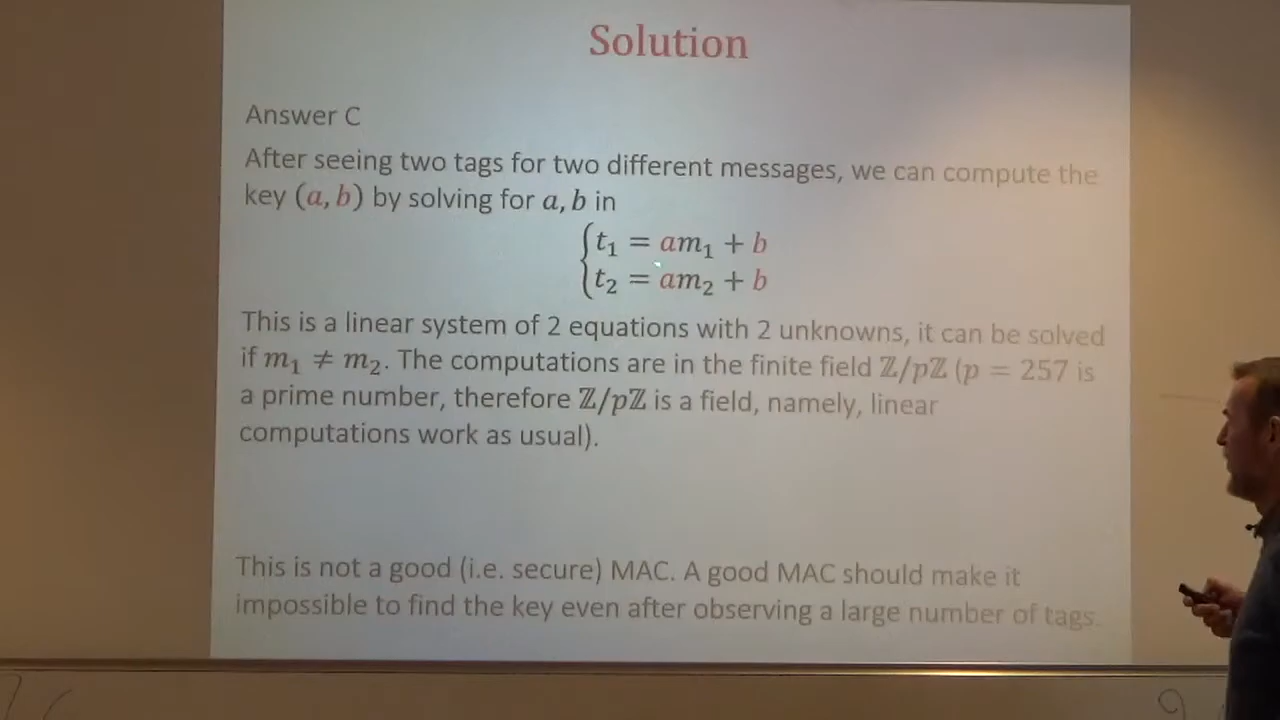 Solution
Answer C
After seeing two tags for two different messages, we can compute the
key (a, b) by solving for a, b in
t₁ = am₁ + b
t₂ = am₂ + b
This is a linear system of 2 equations with 2 unknowns, it can be solved
if m₁ ≠ m₂. The computations are in the finite field ℤ/pℤ (p = 257 is
a prime number, therefore ℤ/pℤ is a field, namely, linear
computations work as usual).
This is not a good (i.e. secure) MAC. A good MAC should make it
impossible to find the key even after observing a large number of tags.